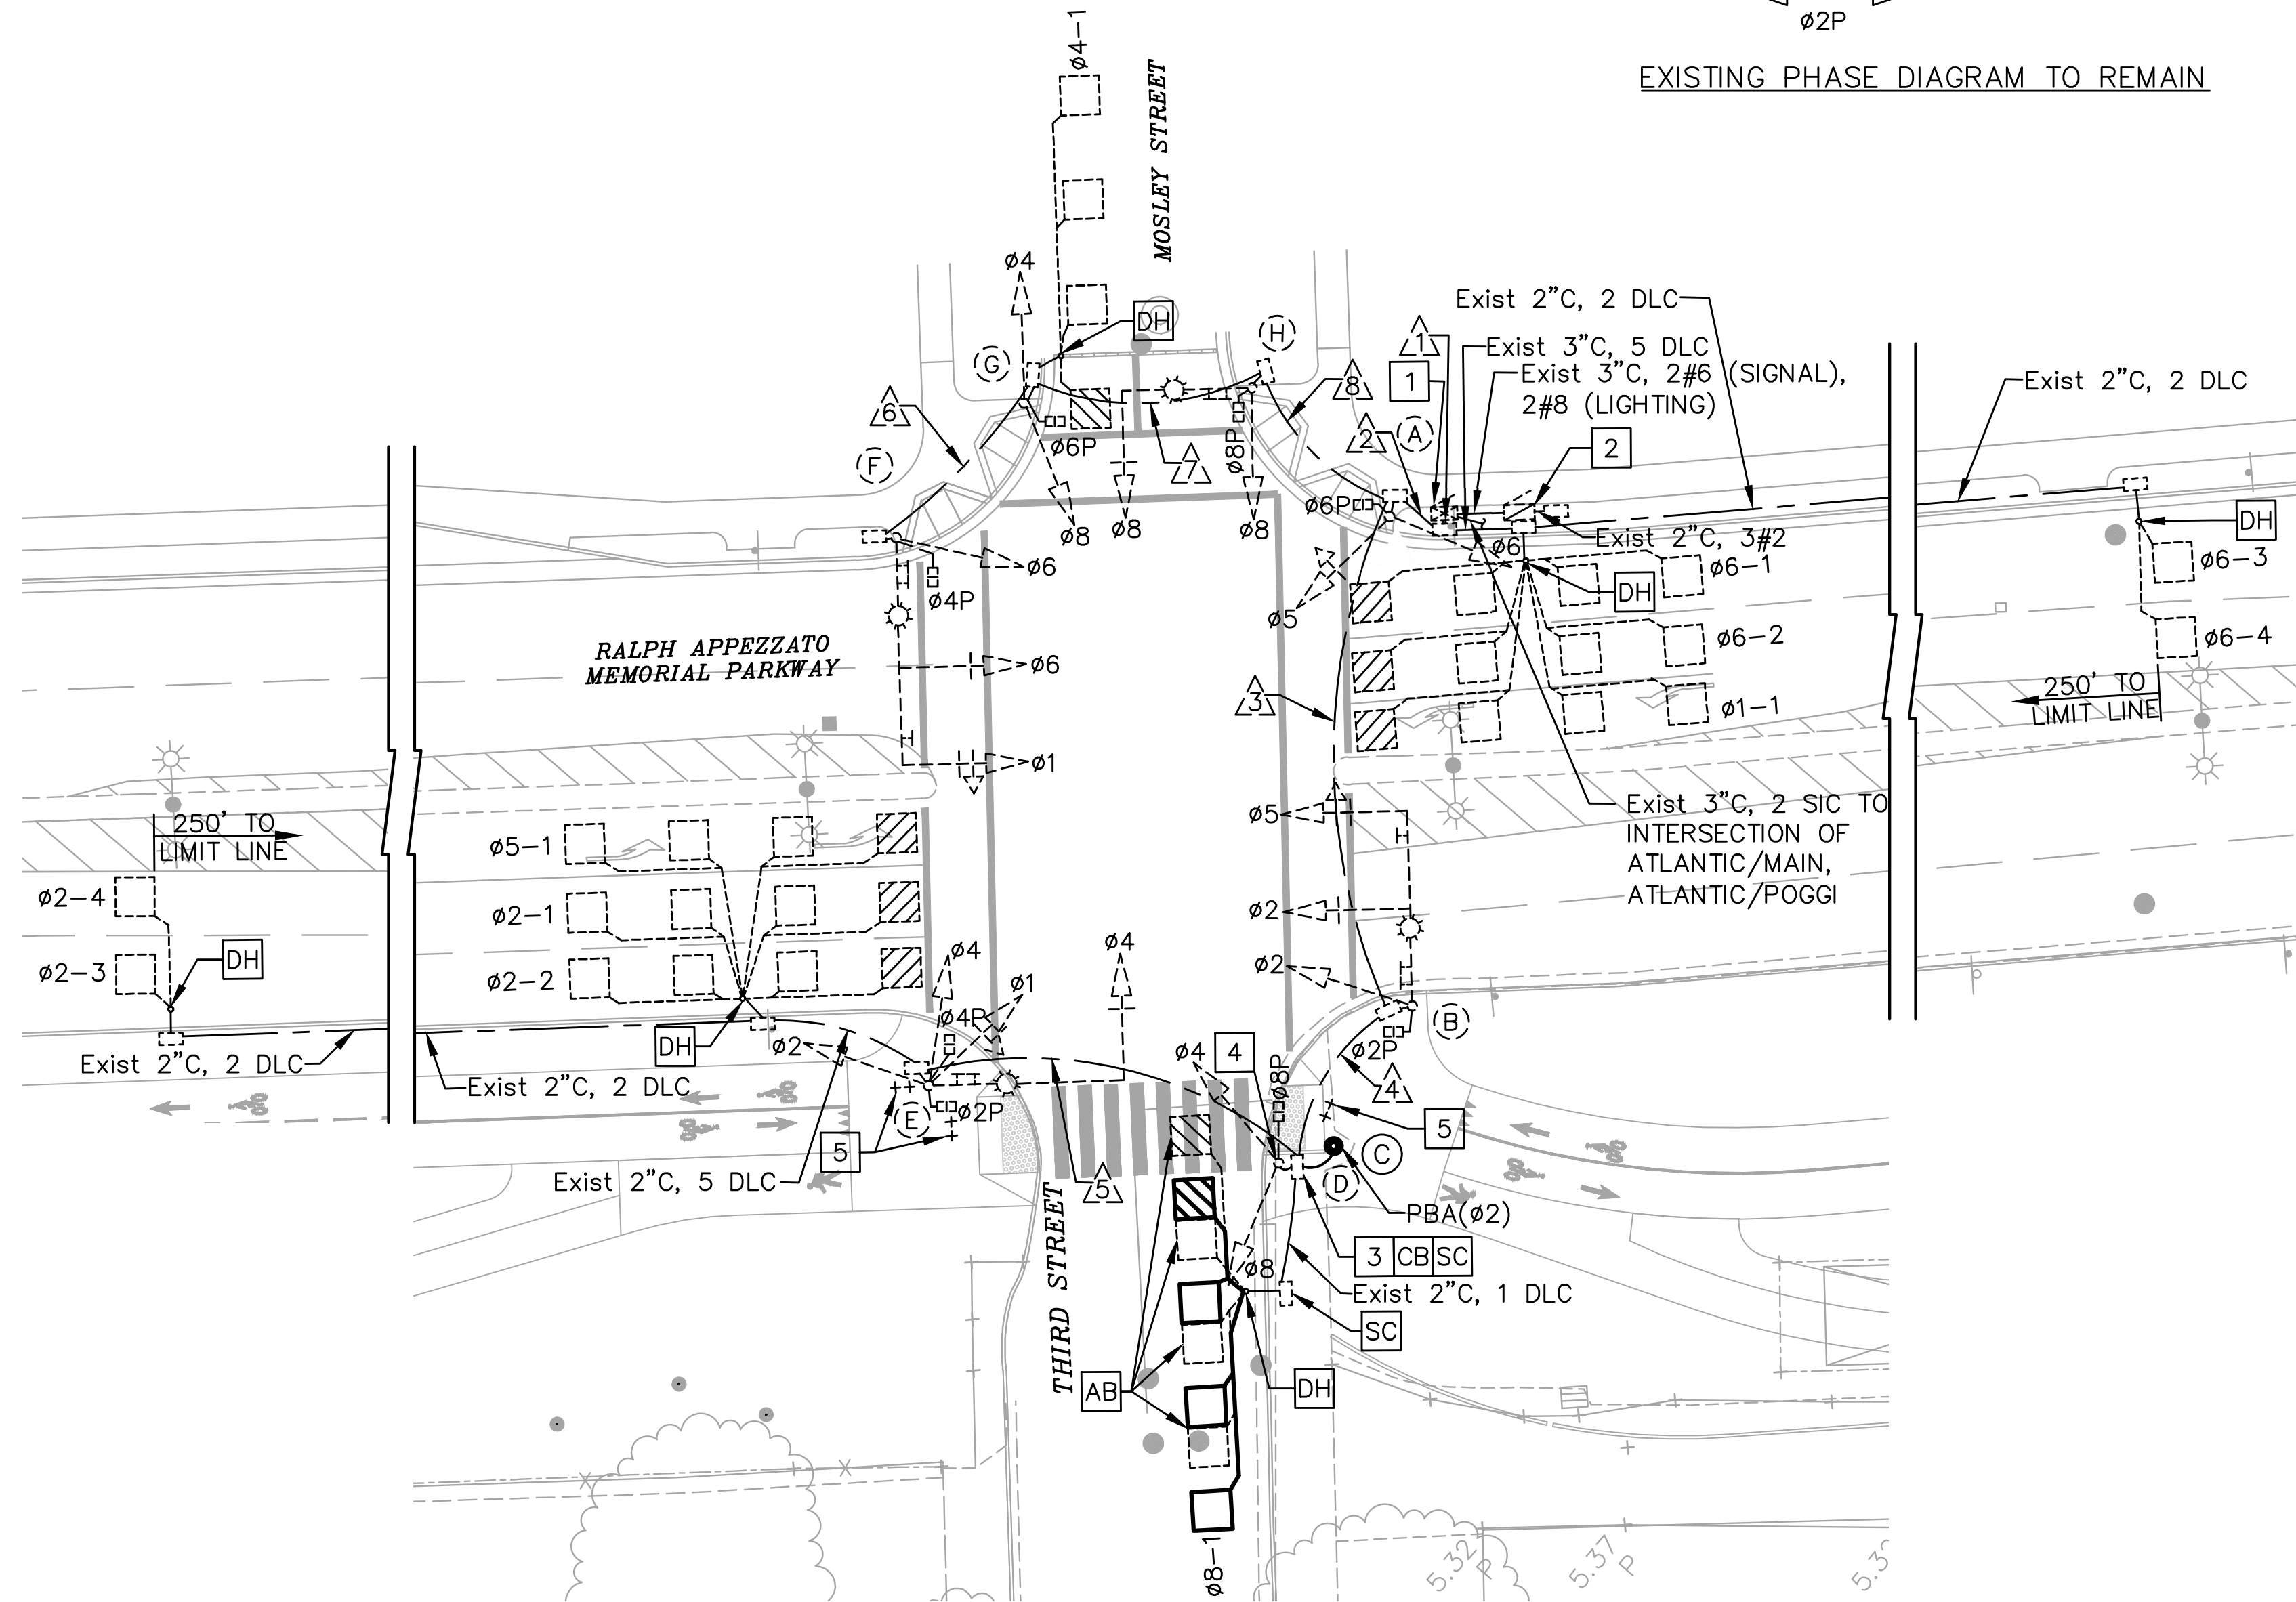 ø2P
EXISTING PHASE DIAGRAM TO REMAIN
ø4-1
MOSLEY STREET
ø4
DH
G
H
6
F
ø6P
7
ø8P
8
ø8
ø8
ø8
1
1
2
A
Exist 2"C, 2 DLC
Exist 3"C, 5 DLC
Exist 3"C, 2#6 (SIGNAL),
2#8 (LIGHTING)
2
Exist 2"C, 2 DLC
Exist 2"C, 3#2
ø6P
ø6
DH
DH
ø6-1
ø6-2
ø1-1
ø6-3
ø6-4
ø6
ø4P
ø5
RALPH APPEZZATO
MEMORIAL PARKWAY
ø6
3
250' TO
LIMIT LINE
ø1
ø5
Exist 3"C, 2 SIC TO
INTERSECTION OF
ATLANTIC/MAIN,
ATLANTIC/POGGI
250' TO
LIMIT LINE
ø5-1
ø2-4
ø2-1
ø2
ø2-3
DH
ø2-2
ø4
ø1
ø4
ø2
ø4P
B
DH
ø2
ø4
4
ø8P
ø2P
4
Exist 2"C, 2 DLC
Exist 2"C, 2 DLC
E
ø2P
5
5
C
D
Exist 2"C, 5 DLC
5
PBA(ø2)
3 CB SC
ø8
Exist 2"C, 1 DLC
SC
THIRD STREET
AB
DH
ø8-1
5.32
P
5.37
P